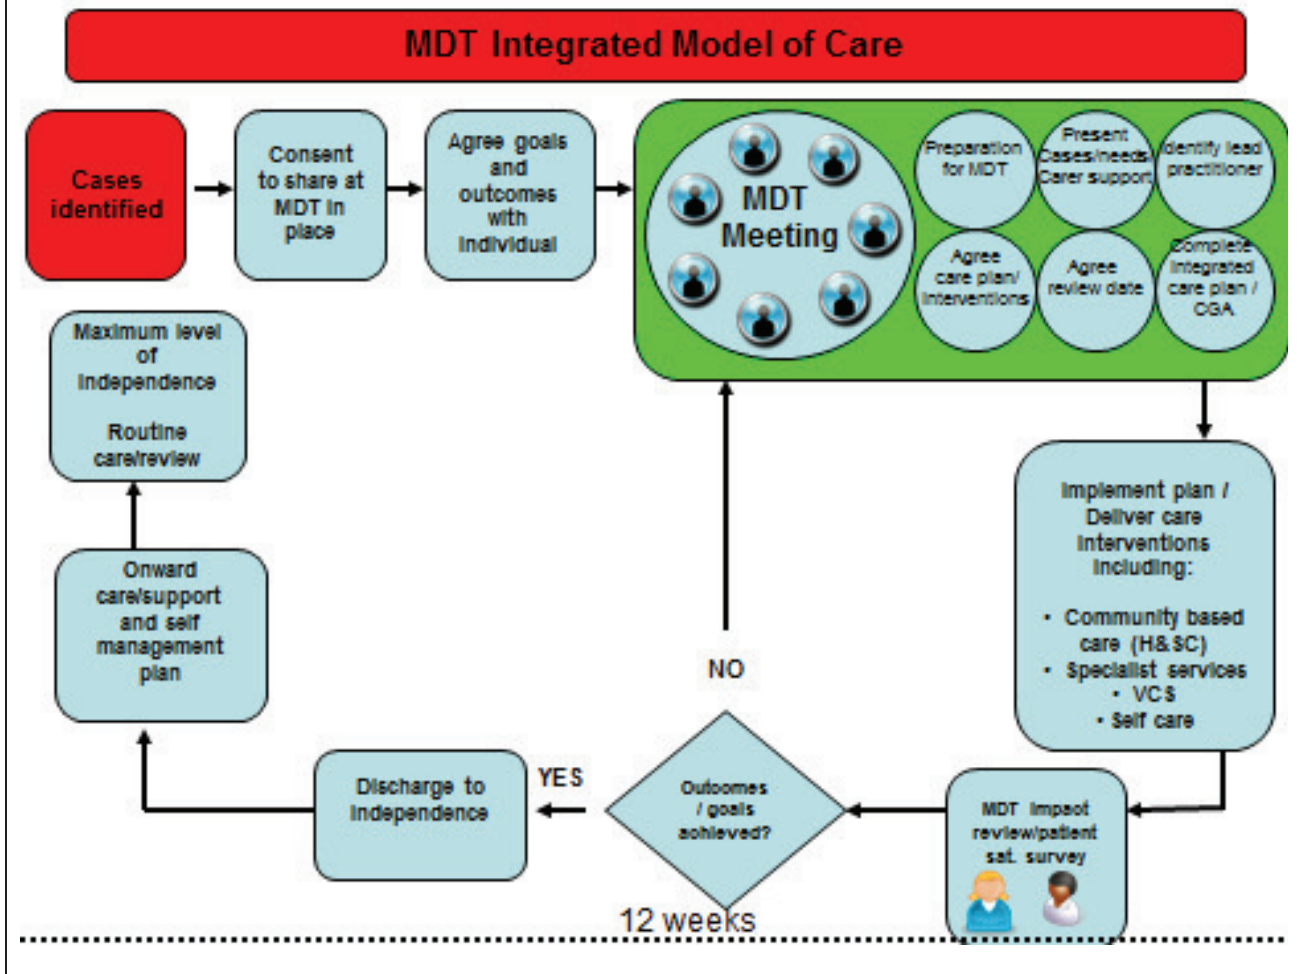 MDT Integrated Model of Care
Cases
identified
Consent
to share at
MDT in
place
Agree goals
and
outcomes
with
individual
MDT
Meeting
Preparation
for MDT
Present
Cases/needs/
Carer support
Identify lead
practitioner
Agree
care plan/
Interventions
Agree
review date
Complete
integrated
care plan /
CGA
Implement plan /
Deliver care
interventions
including:
• Community based
care (H&SC)
• Specialist services
• VCS
• Self care
MDT impact
review/patient
sat. survey
Outcomes
/ goals
achieved?
NO
YES
12 weeks
Discharge to
independence
Onward
care/support
and self
management
plan
Maximum level
of
independence
Routine
care/review